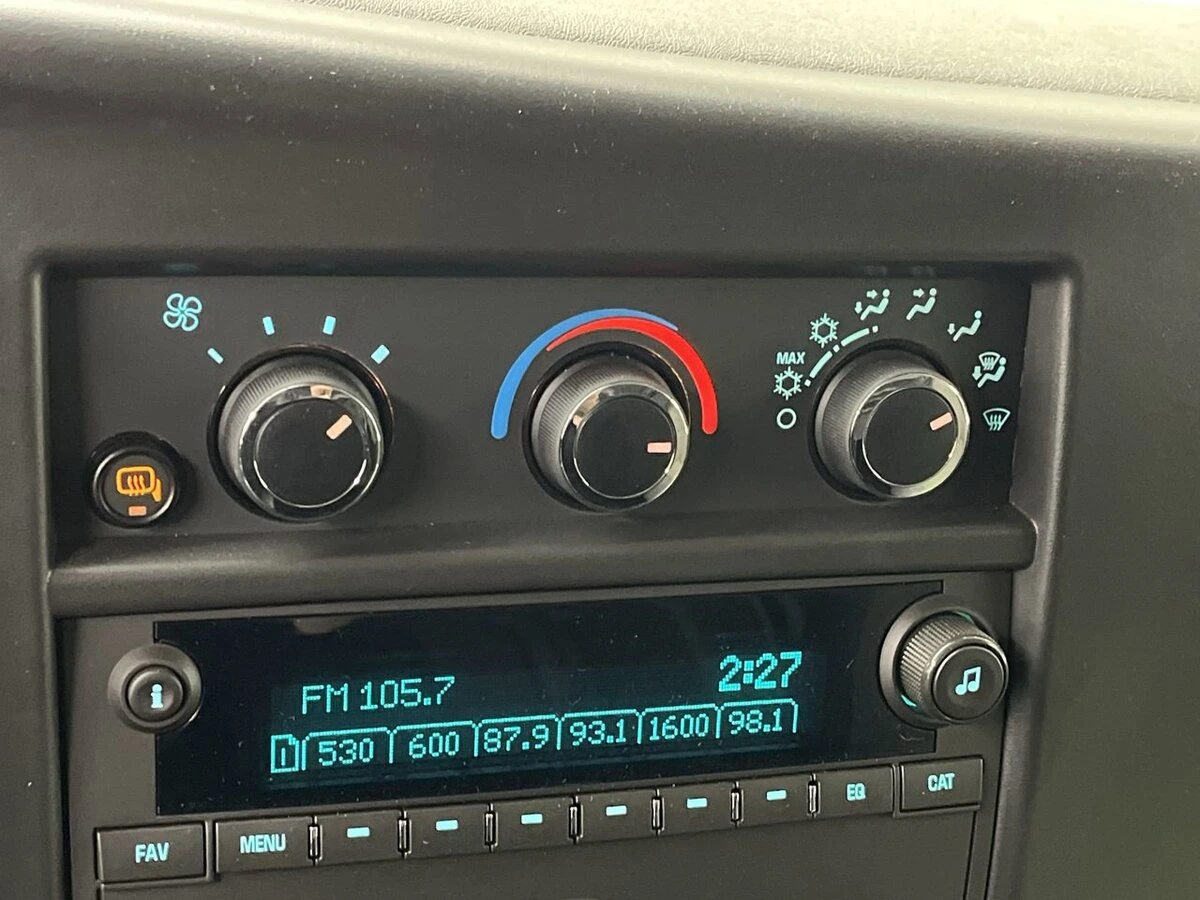 MAX
i
FM 105.7 2:27
1 530 600 87.9 93.1 1600 98.1
FAV MENU EQ CAT